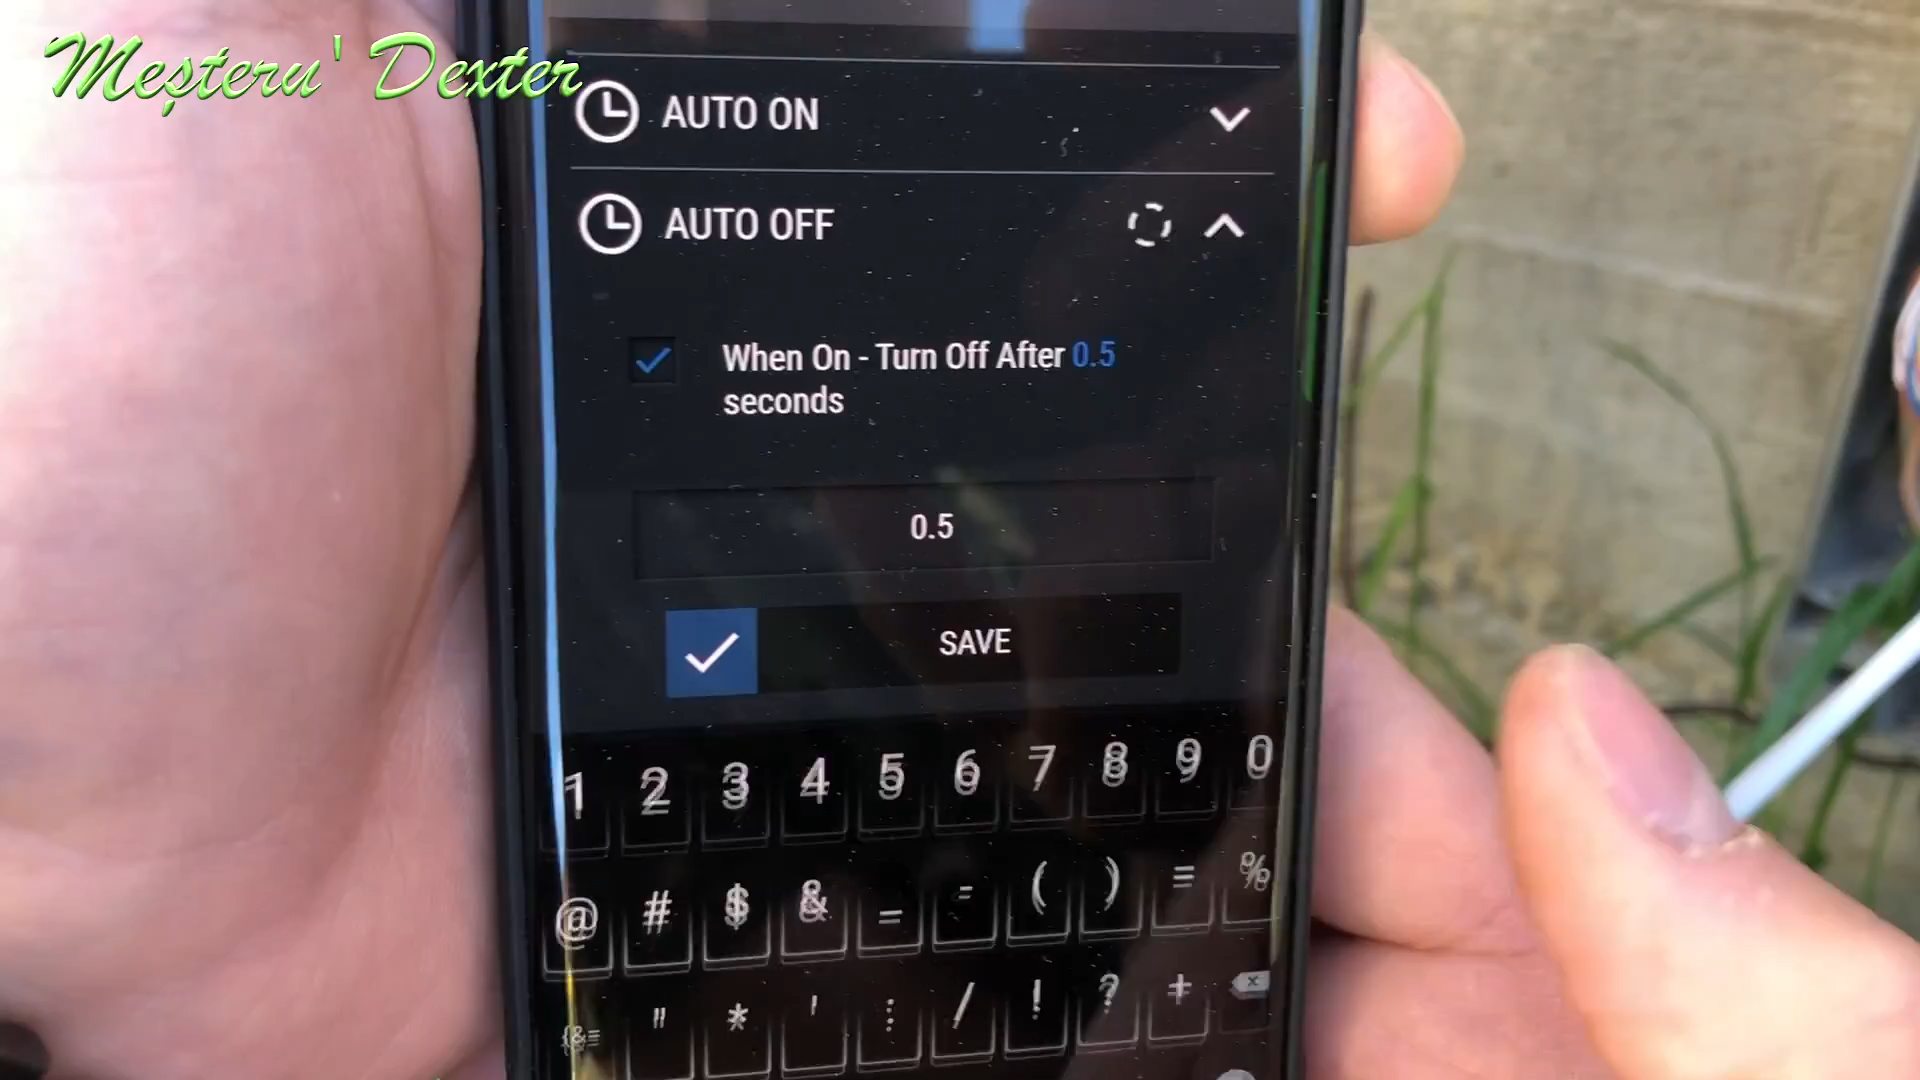 Meșteru' Dexter
AUTO ON
AUTO OFF
When On - Turn Off After 0.5
seconds
0.5
SAVE
1 2 3 4 5 6 7 8 9 0
@ # $ & _ - ( ) = %
" * ' : / ! ? +